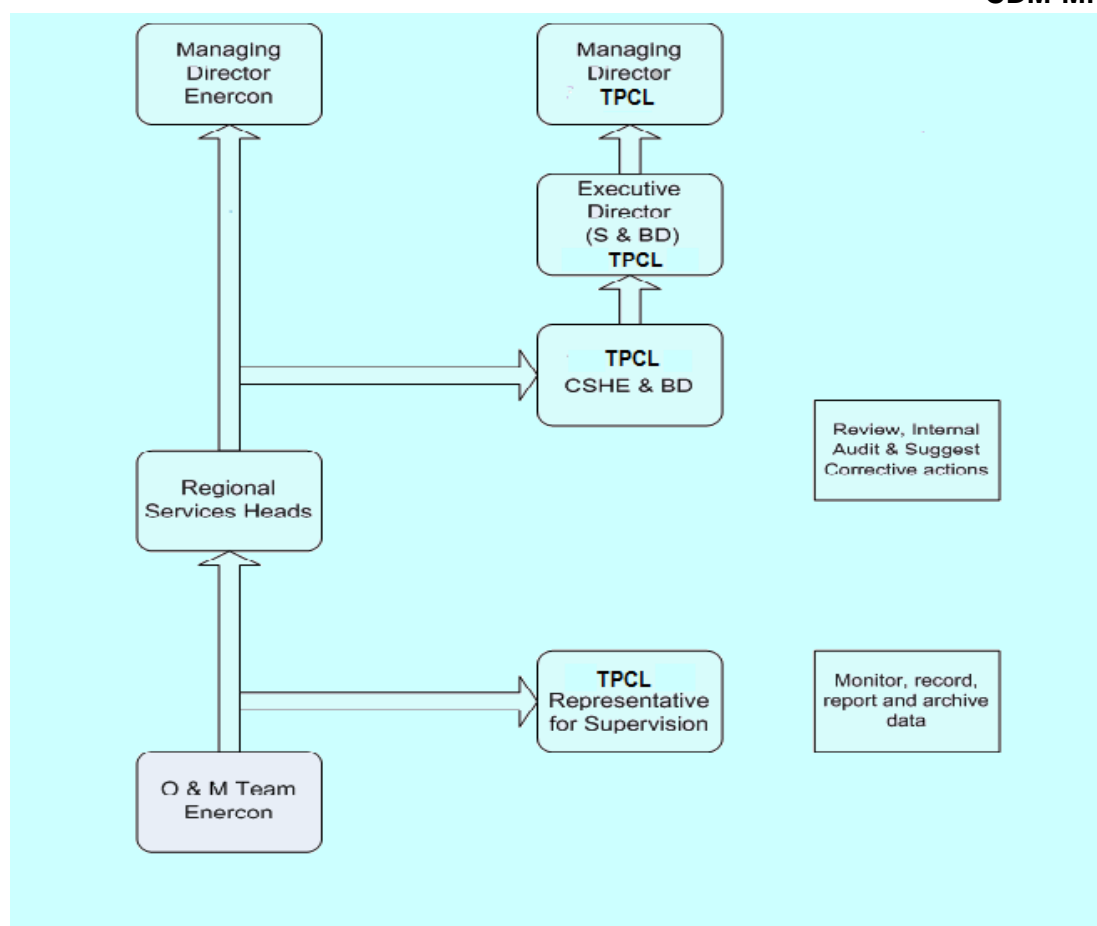 Managing
Director
Enercon
Managing
Director
TPCL
Executive
Director
(S & BD)
TPCL
TPCL
CSHE & BD
Review, Internal
Audit & Suggest
Corrective actions
Regional
Services Heads
TPCL
Representative
for Supervision
Monitor, record,
report and archive
data
O & M Team
Enercon